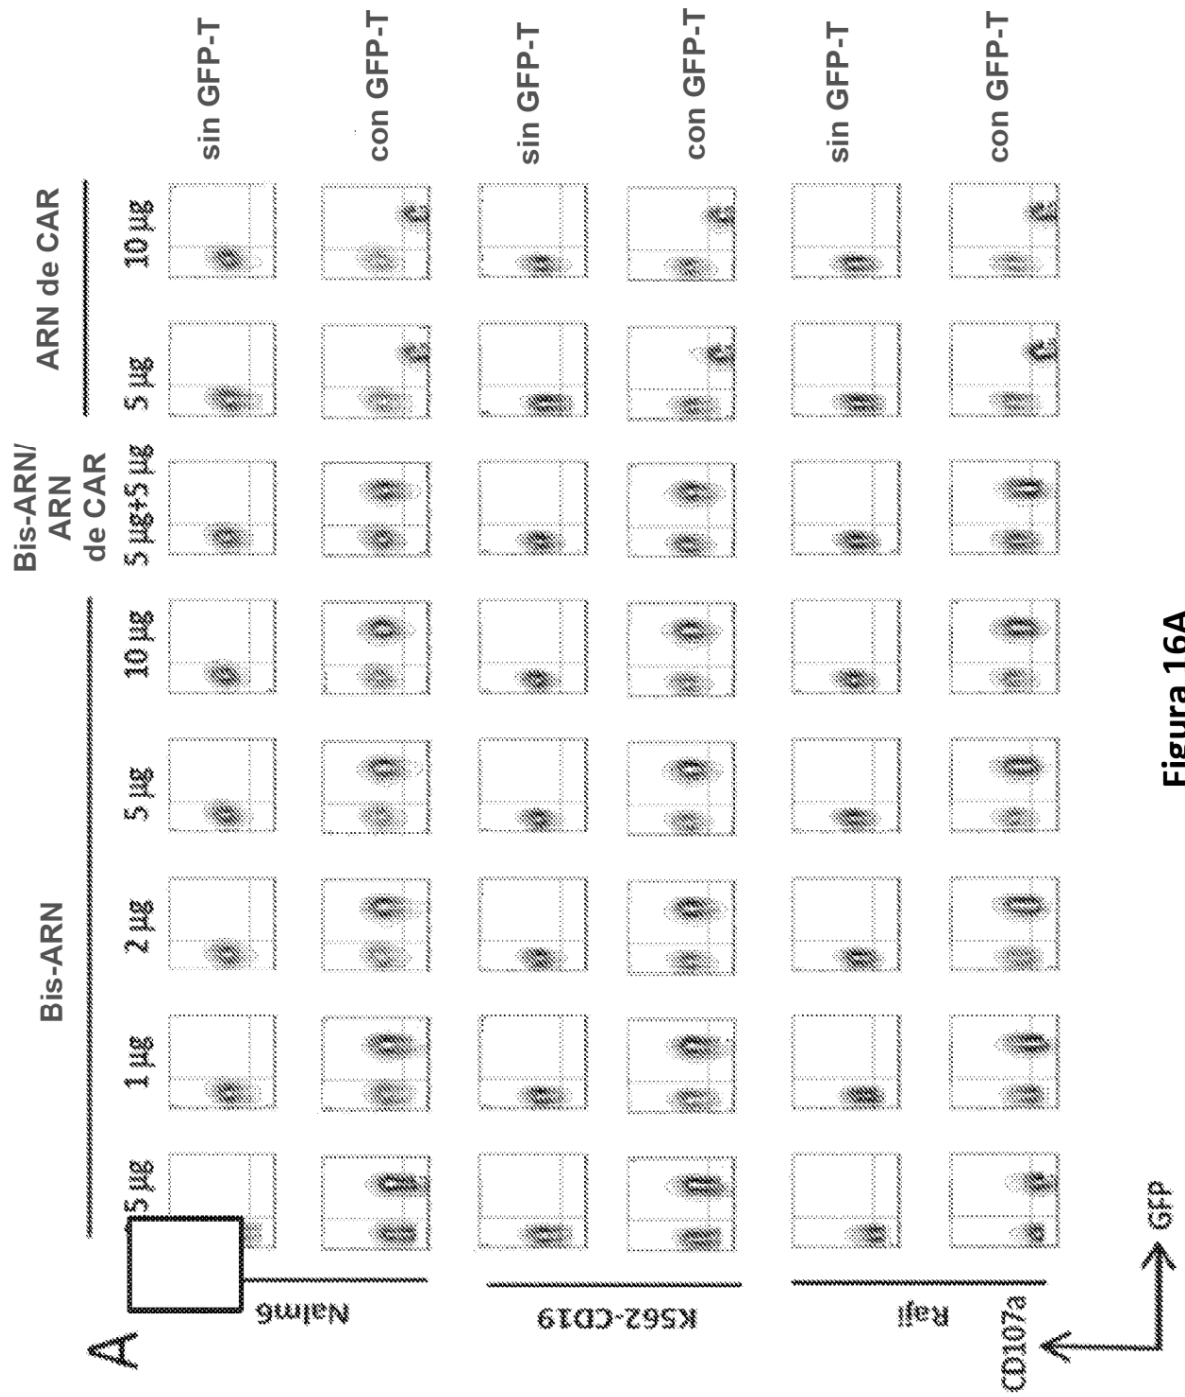 A
Bis-ARN
Bis-ARN/
ARN
de CAR
ARN de CAR
5 µg
1 µg
2 µg
5 µg
10 µg
5 µg+5 µg
5 µg
10 µg
Nalm6
sin GFP-T
con GFP-T
K562-CD19
sin GFP-T
con GFP-T
Raji
sin GFP-T
con GFP-T
CD107a
GFP
Figura 16A